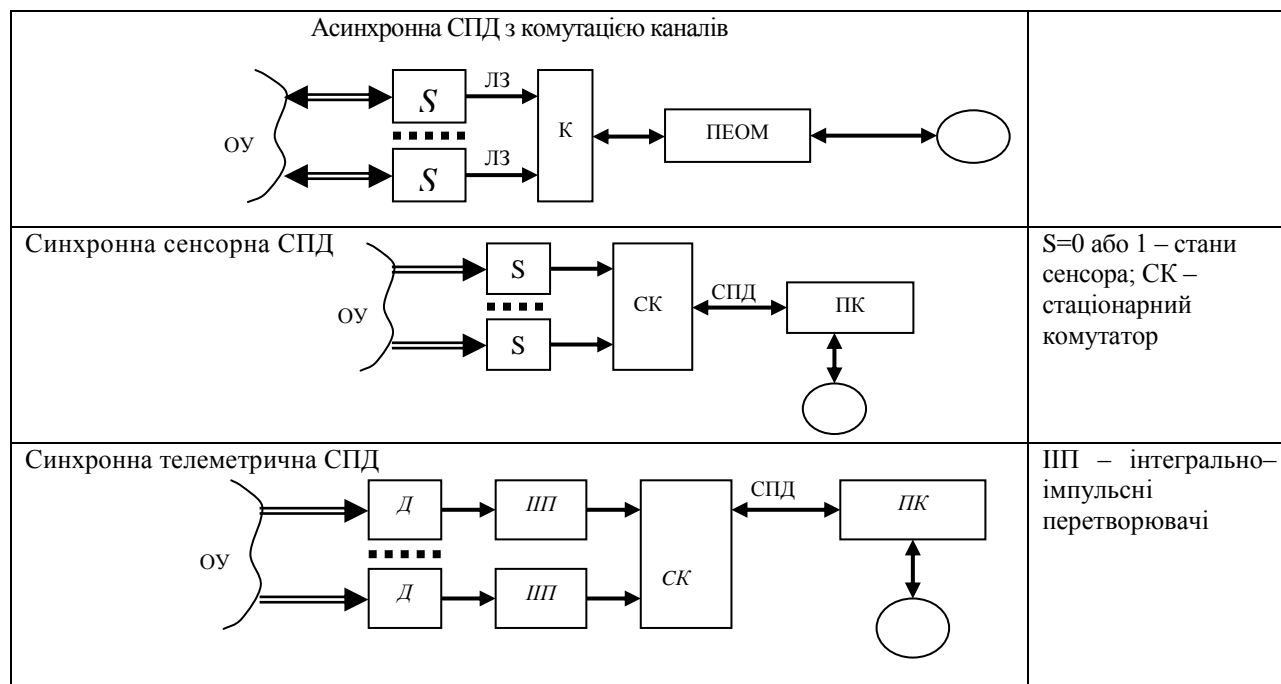 Асинхронна СПД з комутацією каналів
ОУ
S
ЛЗ
S
ЛЗ
К
ПЕОМ
Синхронна сенсорна СПД
ОУ
S
S
СК
СПД
ПК
S=0 або 1 – стани
сенсора; СК –
стаціонарний
комутатор
Синхронна телеметрична СПД
ОУ
Д
ІІП
Д
ІІП
СК
СПД
ПК
ІІП – інтегрально–
імпульсні
перетворювачі